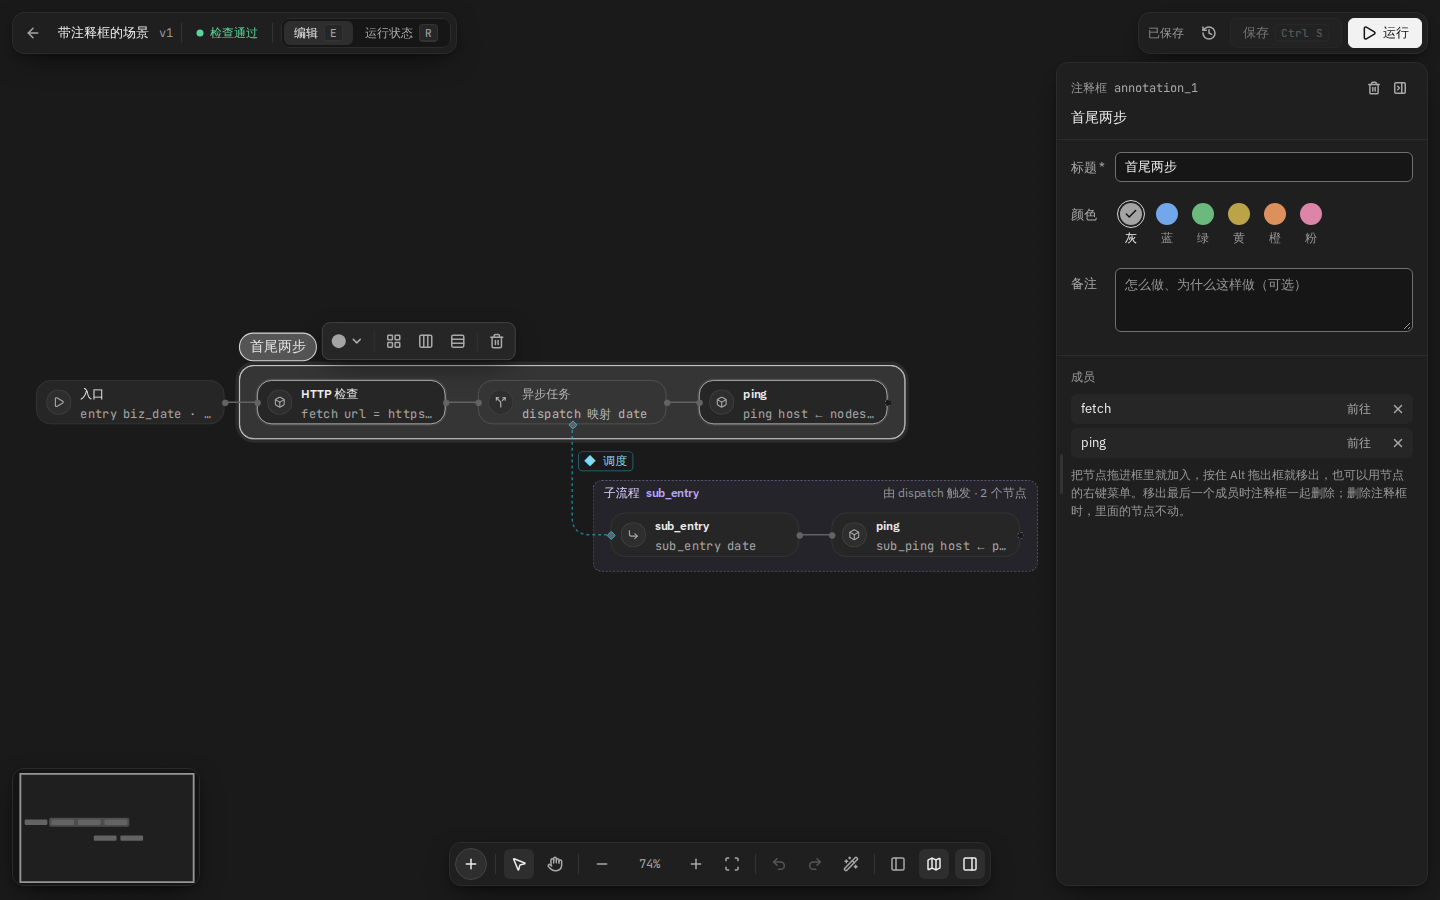 带注释框的场景 v1 检查通过 编辑 E 运行状态 R
已保存 保存 Ctrl S 运行
注释框 annotation_1
首尾两步
标题* 首尾两步
颜色
灰 蓝 绿 黄 橙 粉
备注 怎么做、为什么这样做（可选）
成员
fetch 前往
ping 前往
把节点拖进框里就加入，按住 Alt 拖出框就移出，也可以用节点
的右键菜单。移出最后一个成员时注释框一起删除；删除注释框
时，里面的节点不动。
首尾两步
入口
entry biz_date · …
HTTP 检查
fetch url = https…
异步任务
dispatch 映射 date
ping
ping host ← nodes…
调度
子流程 sub_entry 由 dispatch 触发 · 2 个节点
sub_entry
sub_entry date
ping
sub_ping host ← p…
74%